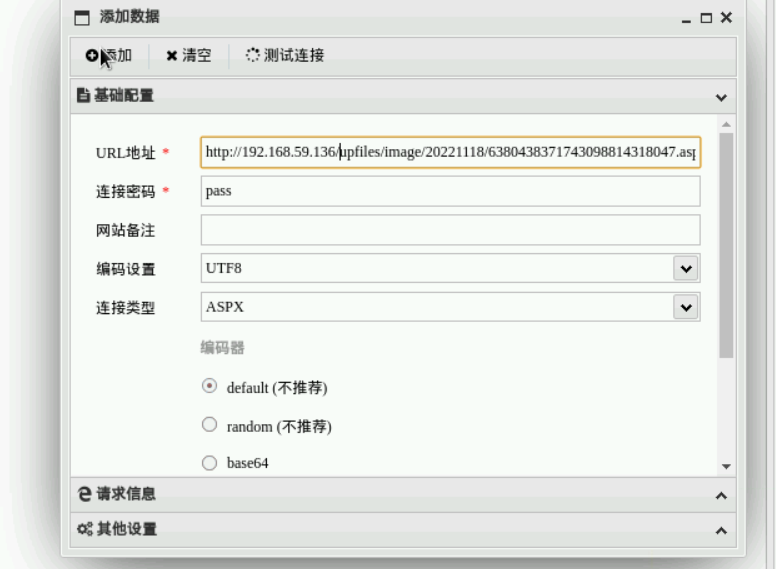 添加数据
添加 清空 测试连接
基础配置
URL地址 * http://192.168.59.136/upfiles/image/20221118/6380438371743098814318047.asp
连接密码 * pass
网站备注
编码设置 UTF8
连接类型 ASPX
编码器
default (不推荐)
random (不推荐)
base64
请求信息
其他设置